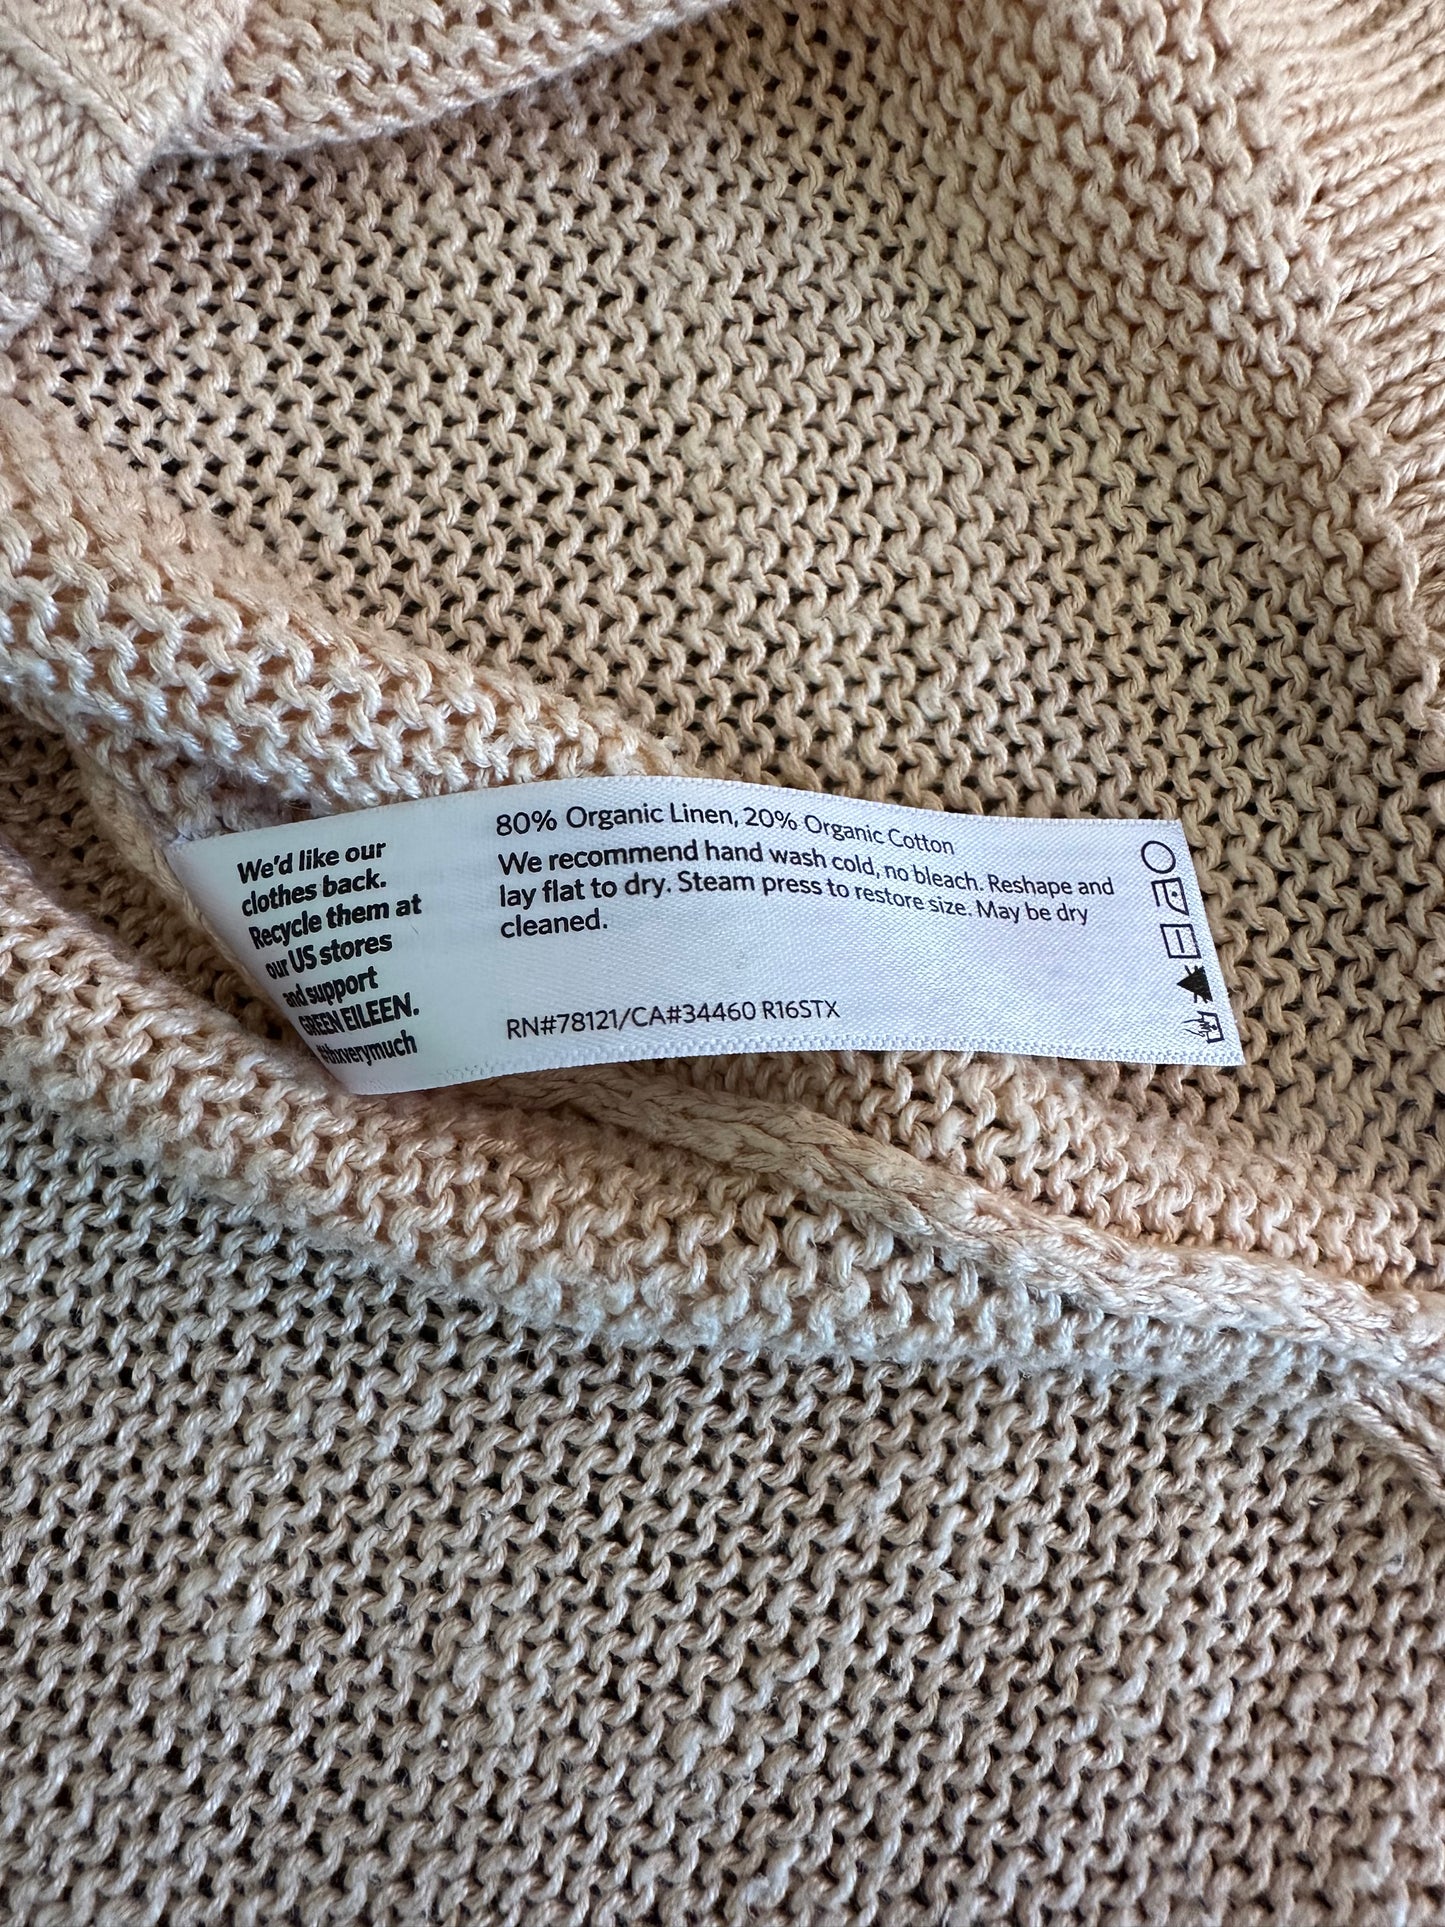 We'd like our
clothes back.
Recycle them at
our US stores
and support
GREEN EILEEN.
#thxverymuch
80% Organic Linen, 20% Organic Cotton
We recommend hand wash cold, no bleach. Reshape and
lay flat to dry. Steam press to restore size. May be dry
cleaned.
RN#78121/CA#34460 R16STX